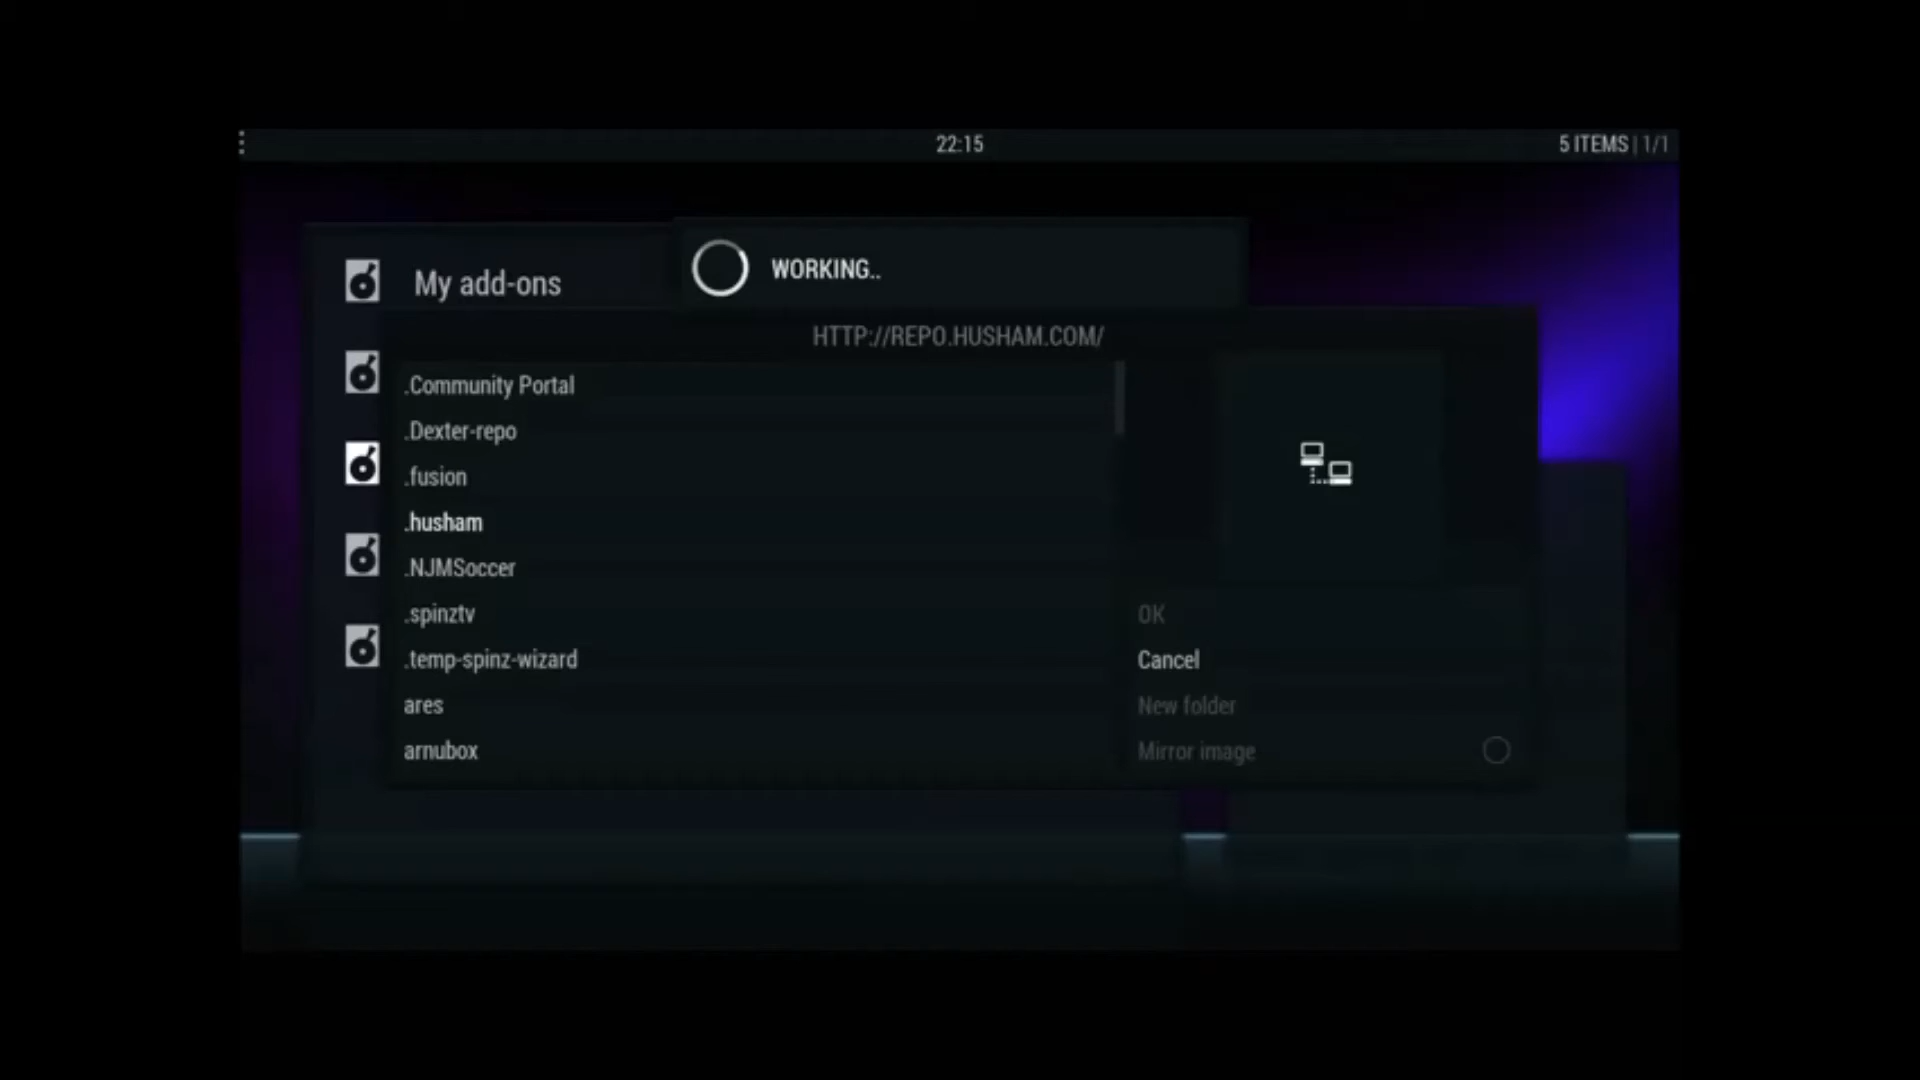 22:15
5 ITEMS | 1/1
My add-ons
WORKING..
HTTP://REPO.HUSHAM.COM/
.Community Portal
.Dexter-repo
.fusion
.husham
.NJMSoccer
.spinztv
.temp-spinz-wizard
ares
arnubox
OK
Cancel
New folder
Mirror image